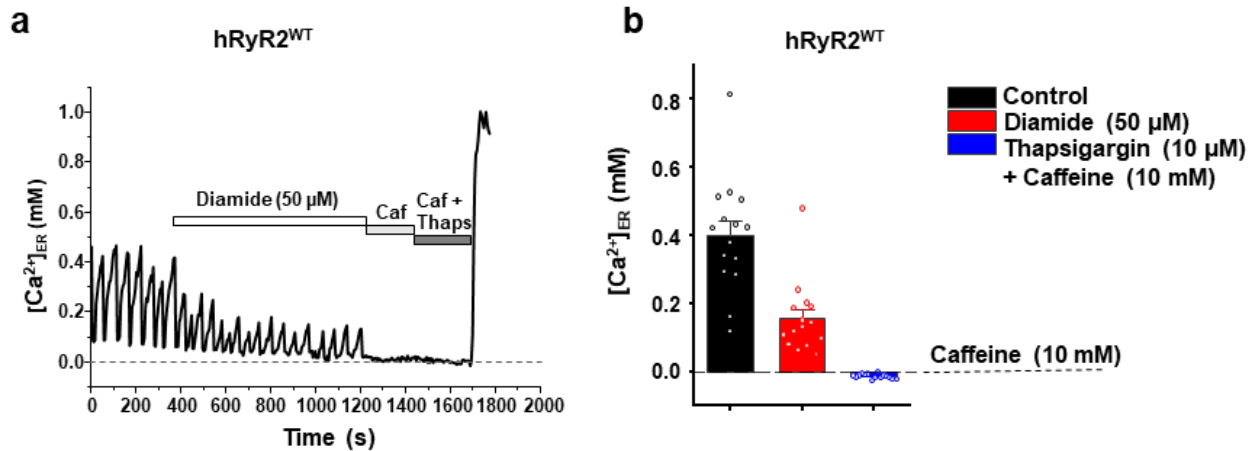 a
hRyR2WT
[Ca2+]ER (mM)
1.0
0.8
0.6
0.4
0.2
0.0
Diamide (50 µM)
Caf
Caf +
Thaps
0 200 400 600 800 1000 1200 1400 1600 1800 2000
Time (s)
b
hRyR2WT
[Ca2+]ER (mM)
0.8
0.6
0.4
0.2
0.0
Control
Diamide (50 µM)
Thapsigargin (10 µM)
+ Caffeine (10 mM)
Caffeine (10 mM)